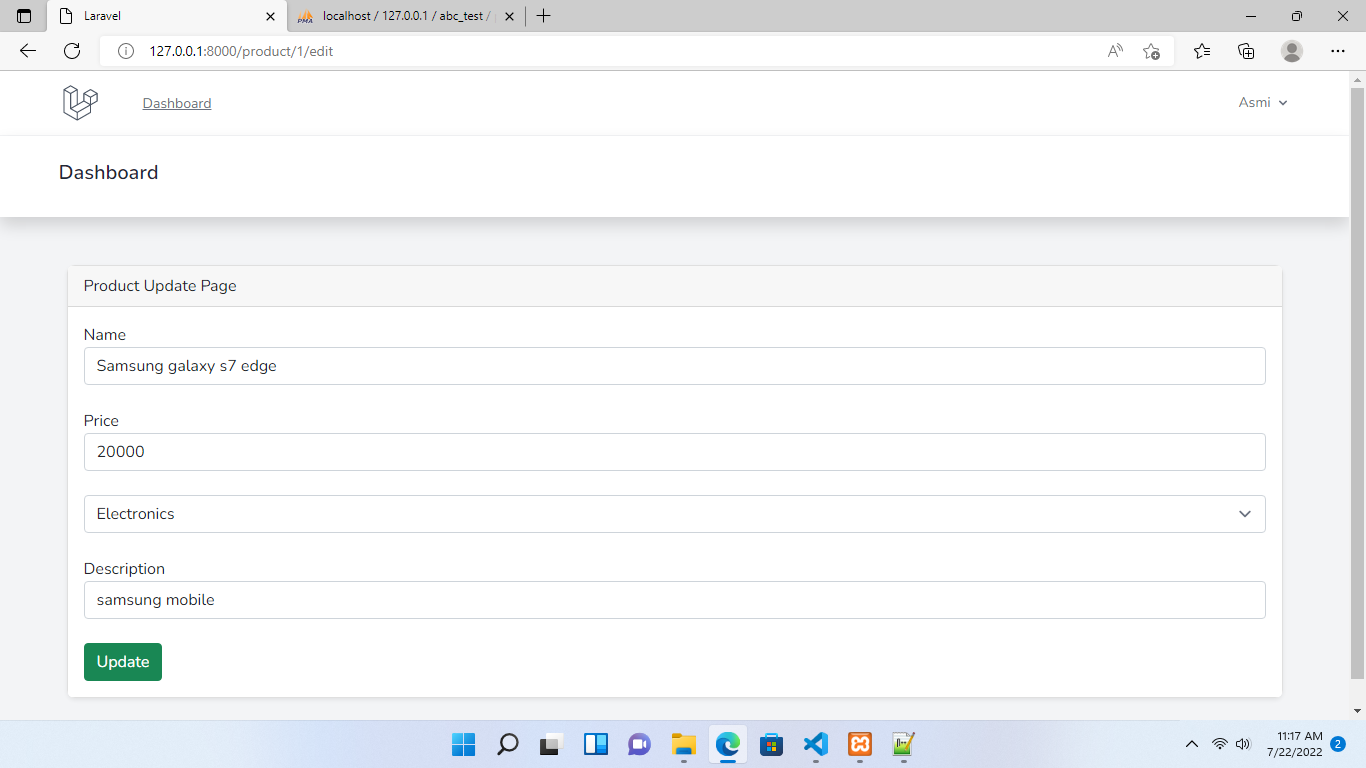 Laravel
localhost / 127.0.0.1 / abc_test /
127.0.0.1:8000/product/1/edit
Dashboard
Asmi
Dashboard
Product Update Page
Name
Samsung galaxy s7 edge
Price
20000
Electronics
Description
samsung mobile
Update
11:17 AM
7/22/2022
2